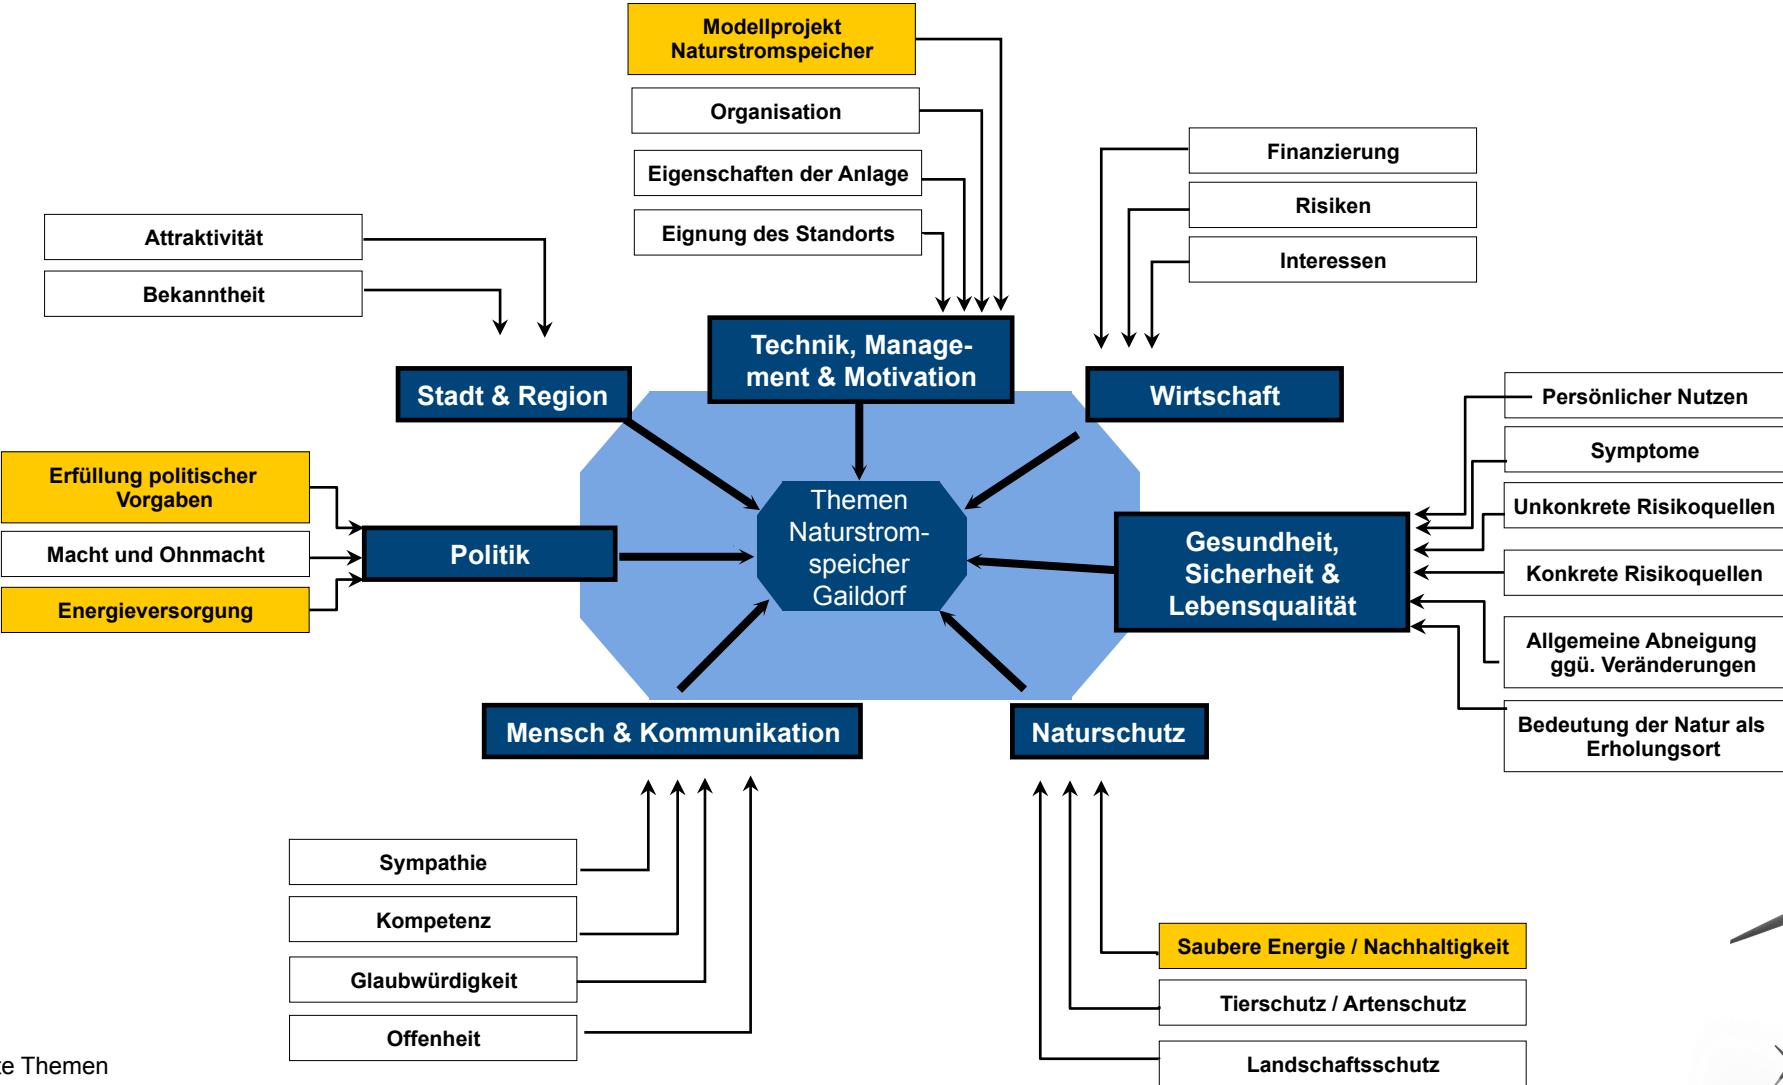 Modellprojekt
Naturstromspeicher
Organisation
Eigenschaften der Anlage
Eignung des Standorts
Finanzierung
Risiken
Interessen
Attraktivität
Bekanntheit
Technik, Manage-
ment & Motivation
Stadt & Region
Wirtschaft
Persönlicher Nutzen
Symptome
Unkonkrete Risikoquellen
Konkrete Risikoquellen
Allgemeine Abneigung
ggü. Veränderungen
Bedeutung der Natur als
Erholungsort
Erfüllung politischer
Vorgaben
Macht und Ohnmacht
Energieversorgung
Politik
Themen
Naturstrom-
speicher
Gaildorf
Gesundheit,
Sicherheit &
Lebensqualität
Mensch & Kommunikation
Naturschutz
Sympathie
Kompetenz
Glaubwürdigkeit
Offenheit
Saubere Energie / Nachhaltigkeit
Tierschutz / Artenschutz
Landschaftsschutz
Themen